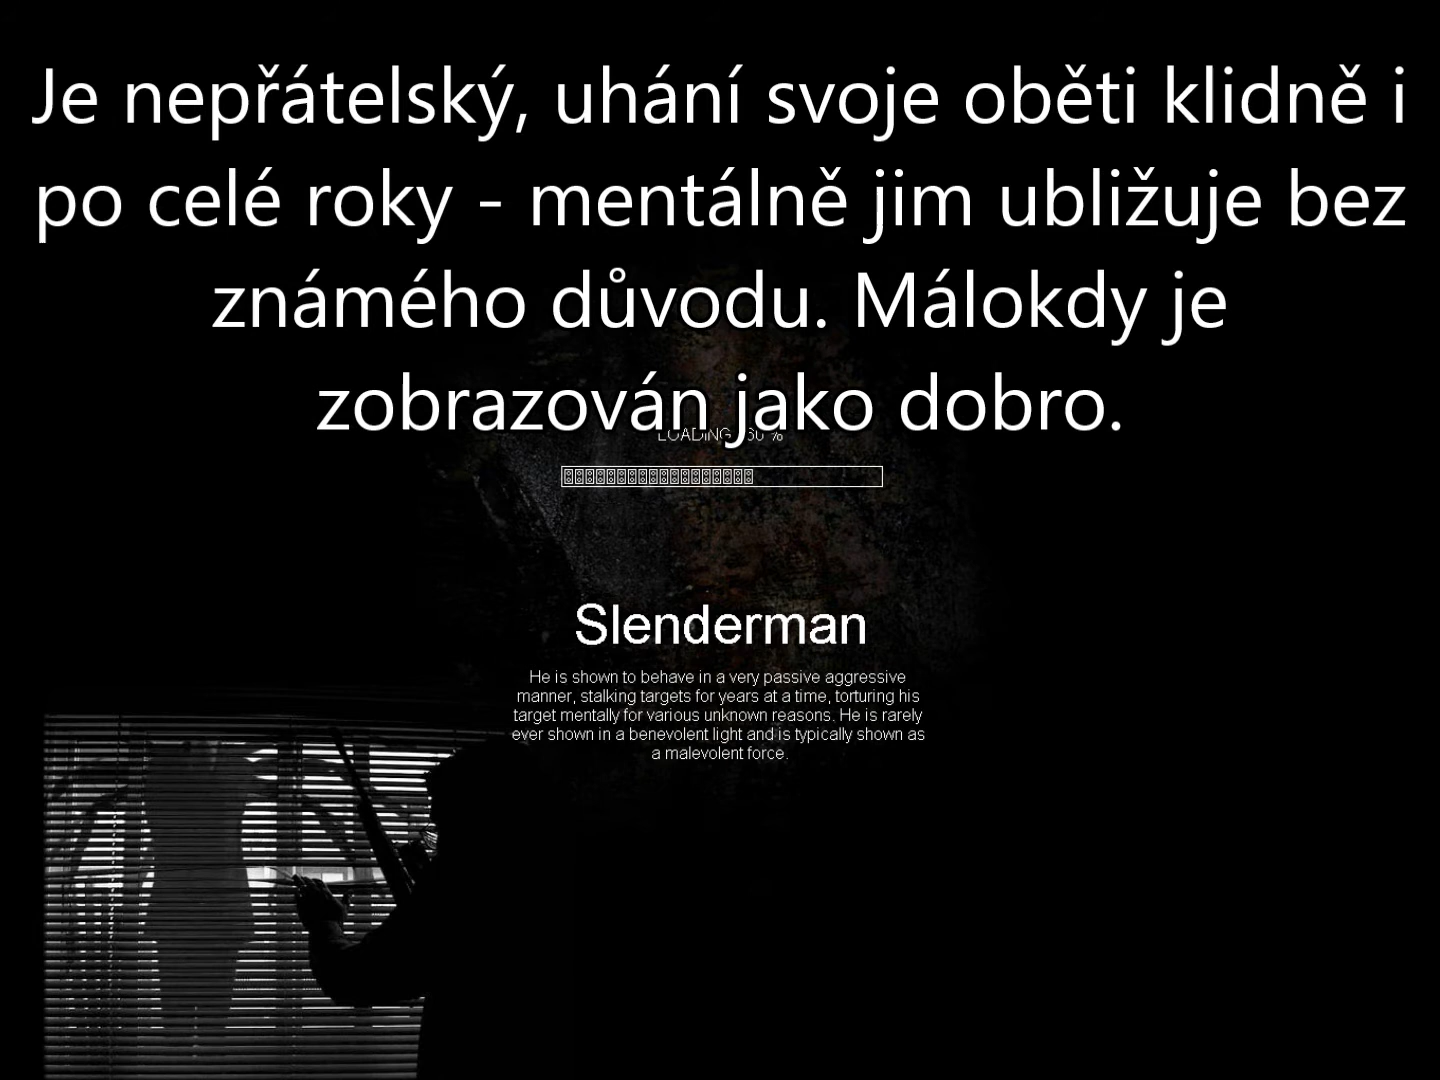 Je nepřátelský, uhání svoje oběti klidně i
po celé roky - mentálně jim ubližuje bez
známého důvodu. Málokdy je
zobrazován jako dobro.
LOADING 60 %
Slenderman
He is shown to behave in a very passive aggressive
manner, stalking targets for years at a time, torturing his
target mentally for various unknown reasons. He is rarely
ever shown in a benevolent light and is typically shown as
a malevolent force.